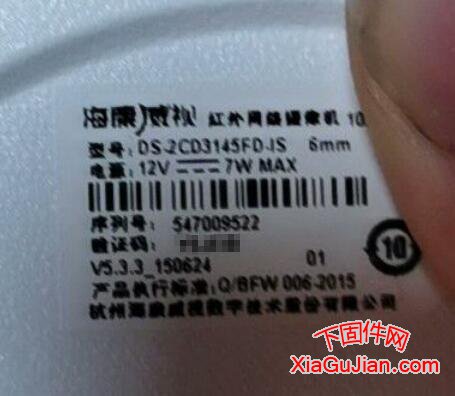 海康威视 红外网络摄像机 10
型号: DS-2CD3145FD-IS 6mm
电源: 12V 7W MAX
序列号: 547009522
验证码:
V5.3.3_150624 01
10
产品执行标准: Q/BFW 006-2015
杭州海康威视数字技术股份有限公司
下固件网
XiaGuJian.com